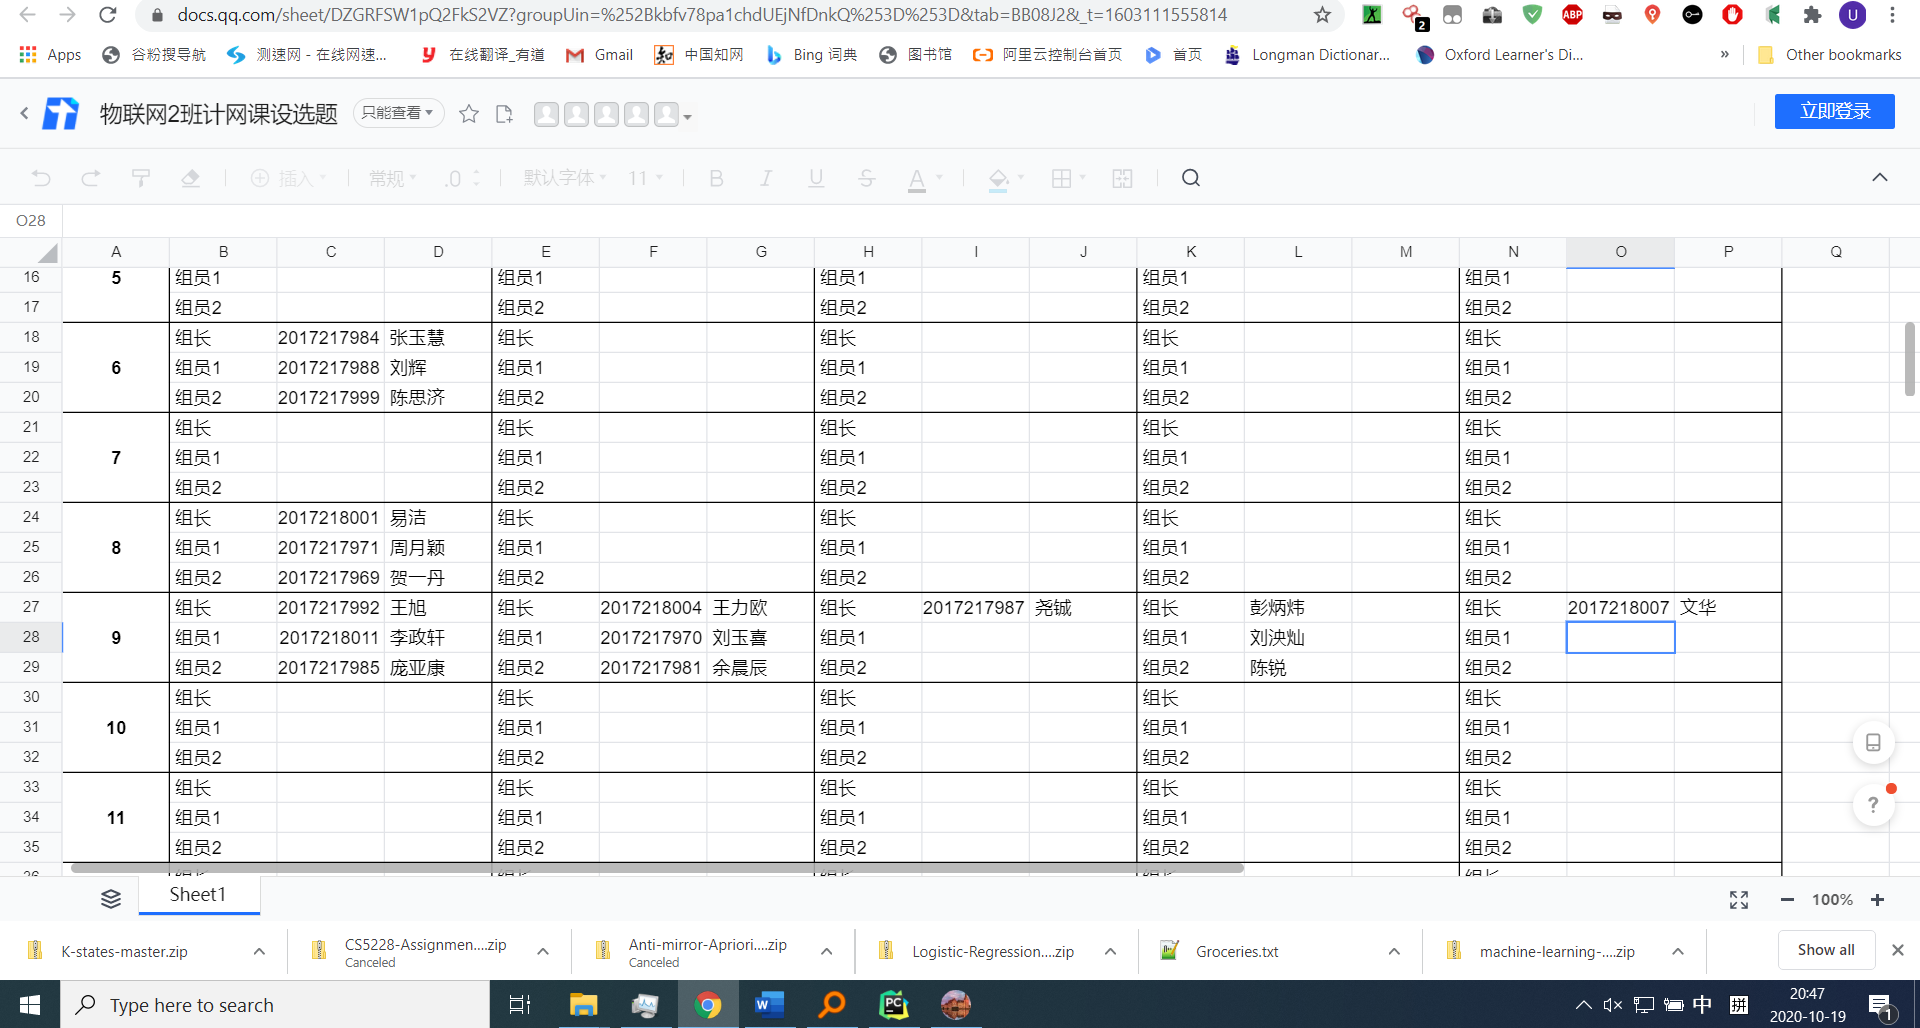 docs.qq.com/sheet/DZGRFSW1pQ2FkS2VZ?groupUin=%252Bkbfv78pa1chdUEjNfDnkQ%253D%253D&tab=BB08J2&_t=1603111555814
2 ABP U
Apps 谷粉搜导航 测速网 - 在线网速... 在线翻译_有道 Gmail 中国知网 Bing 词典 图书馆 阿里云控制台首页 首页 Longman Dictionar... Oxford Learner's Di... » Other bookmarks
物联网2班计网课设选题 只能查看 立即登录
插入 常规 .0 默认字体 11 B I U S A
O28
A B C D E F G H I J K L M N O P Q
16 5 组员1 组员1 组员1 组员1 组员1
17 组员2 组员2 组员2 组员2 组员2
18 组长 2017217984 张玉慧 组长 组长 组长 组长
19 6 组员1 2017217988 刘辉 组员1 组员1 组员1 组员1
20 组员2 2017217999 陈思济 组员2 组员2 组员2 组员2
21 组长 组长 组长 组长 组长
22 7 组员1 组员1 组员1 组员1 组员1
23 组员2 组员2 组员2 组员2 组员2
24 组长 2017218001 易洁 组长 组长 组长 组长
25 8 组员1 2017217971 周月颖 组员1 组员1 组员1 组员1
26 组员2 2017217969 贺一丹 组员2 组员2 组员2 组员2
27 组长 2017217992 王旭 组长 2017218004 王力欧 组长 2017217987 尧铖 组长 彭炳炜 组长 2017218007 文华
28 9 组员1 2017218011 李政轩 组员1 2017217970 刘玉喜 组员1 组员1 刘泱灿 组员1
29 组员2 2017217985 庞亚康 组员2 2017217981 余晨辰 组员2 组员2 陈锐 组员2
30 组长 组长 组长 组长 组长
31 10 组员1 组员1 组员1 组员1 组员1
32 组员2 组员2 组员2 组员2 组员2
33 组长 组长 组长 组长 组长
34 11 组员1 组员1 组员1 组员1 组员1
35 组员2 组员2 组员2 组员2 组员2
Sheet1 100%
K-states-master.zip CS5228-Assignmen....zip Anti-mirror-Apriori....zip Logistic-Regression....zip Groceries.txt machine-learning-....zip Show all
Canceled Canceled
Type here to search 中 拼 20:47
2020-10-19 1